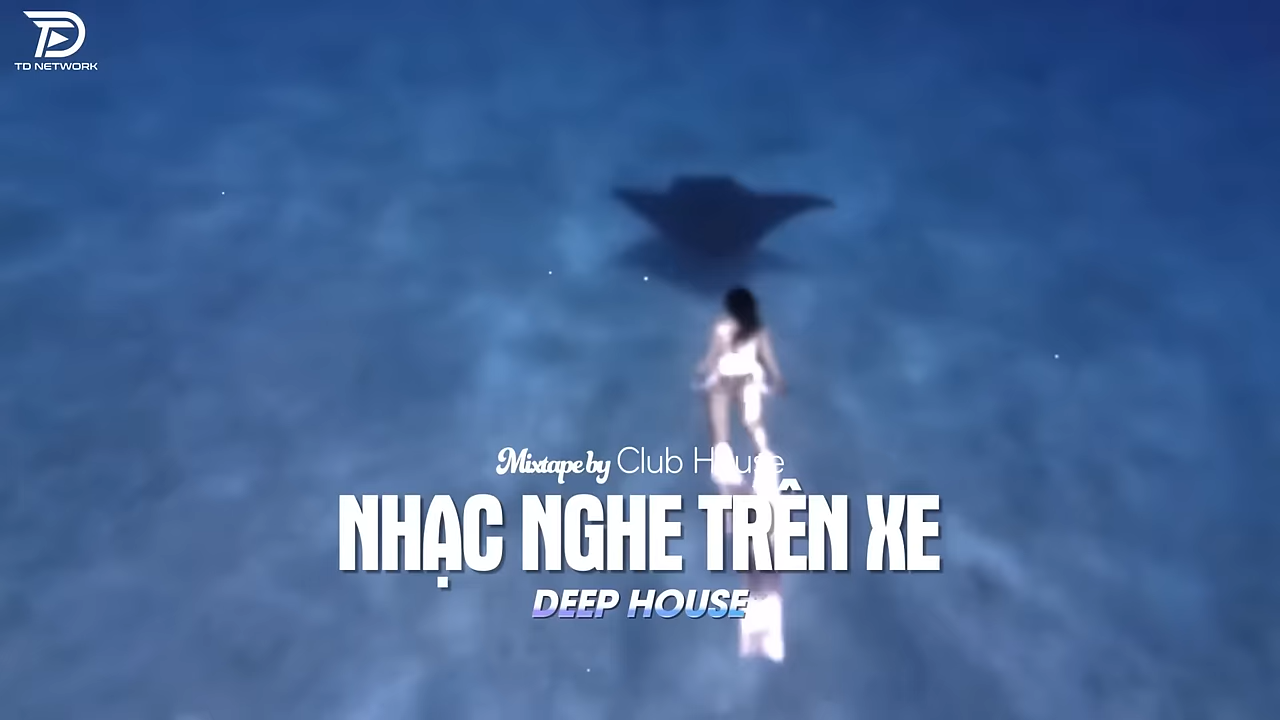 TD NETWORK
Mixtape by Club House
NHẠC NGHE TRÊN XE
DEEP HOUSE